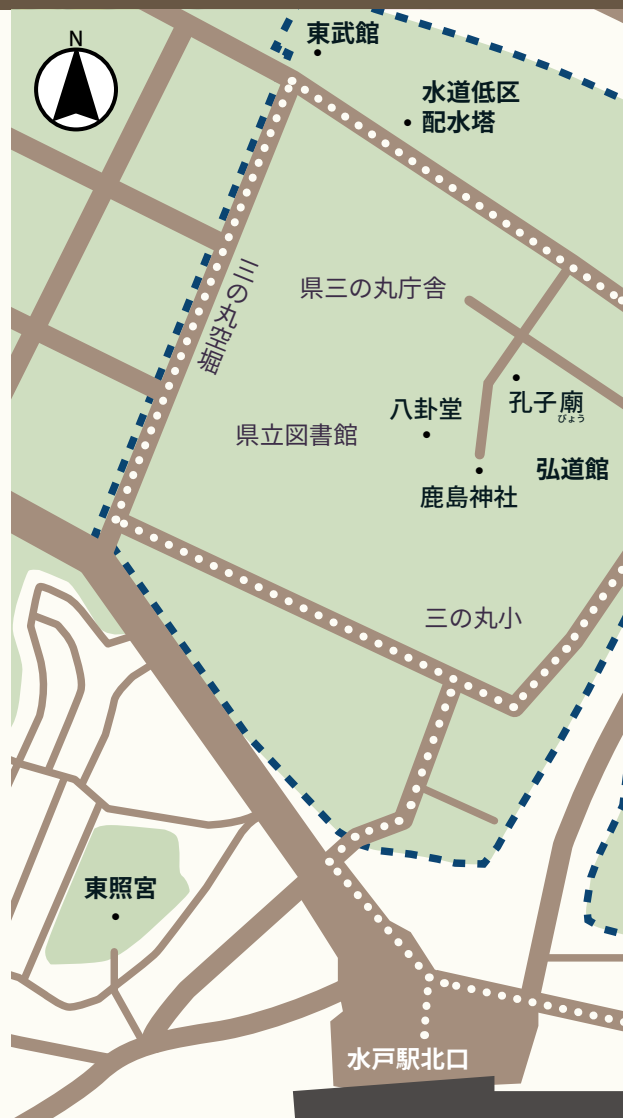 東武館
N
水道低区
配水塔
三の丸空堀
県三の丸庁舎
八卦堂
孔子廟
びょう
県立図書館
弘道館
鹿島神社
三の丸小
東照宮
水戸駅北口